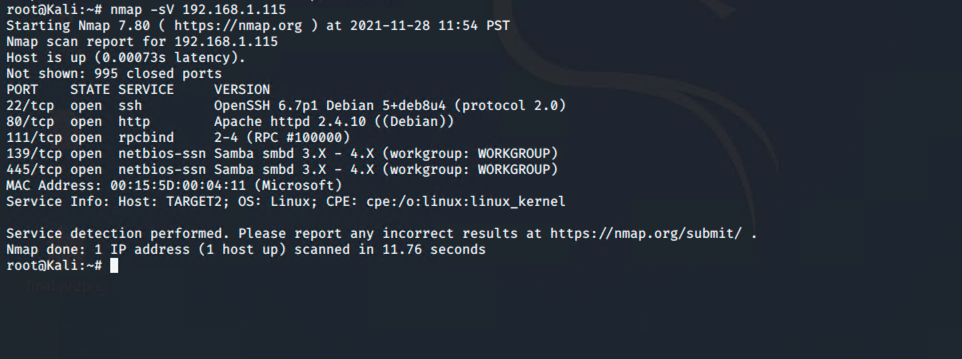 root@Kali:~# nmap -sV 192.168.1.115
Starting Nmap 7.80 ( https://nmap.org ) at 2021-11-28 11:54 PST
Nmap scan report for 192.168.1.115
Host is up (0.00073s latency).
Not shown: 995 closed ports
PORT    STATE SERVICE     VERSION
22/tcp  open  ssh         OpenSSH 6.7p1 Debian 5+deb8u4 (protocol 2.0)
80/tcp  open  http        Apache httpd 2.4.10 ((Debian))
111/tcp open  rpcbind     2-4 (RPC #100000)
139/tcp open  netbios-ssn Samba smbd 3.X - 4.X (workgroup: WORKGROUP)
445/tcp open  netbios-ssn Samba smbd 3.X - 4.X (workgroup: WORKGROUP)
MAC Address: 00:15:5D:00:04:11 (Microsoft)
Service Info: Host: TARGET2; OS: Linux; CPE: cpe:/o:linux:linux_kernel

Service detection performed. Please report any incorrect results at https://nmap.org/submit/ .
Nmap done: 1 IP address (1 host up) scanned in 11.76 seconds
root@Kali:~#